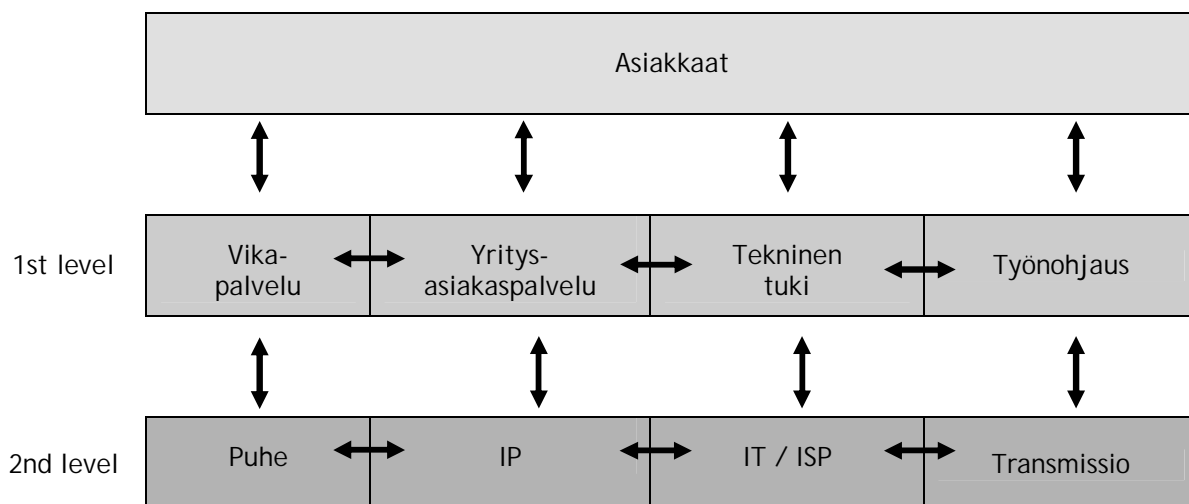 Asiakkaat
1st level
Vika-
palvelu
Yritys-
asiakaspalvelu
Tekninen
tuki
Työnohjaus
2nd level
Puhe
IP
IT / ISP
Transmissio